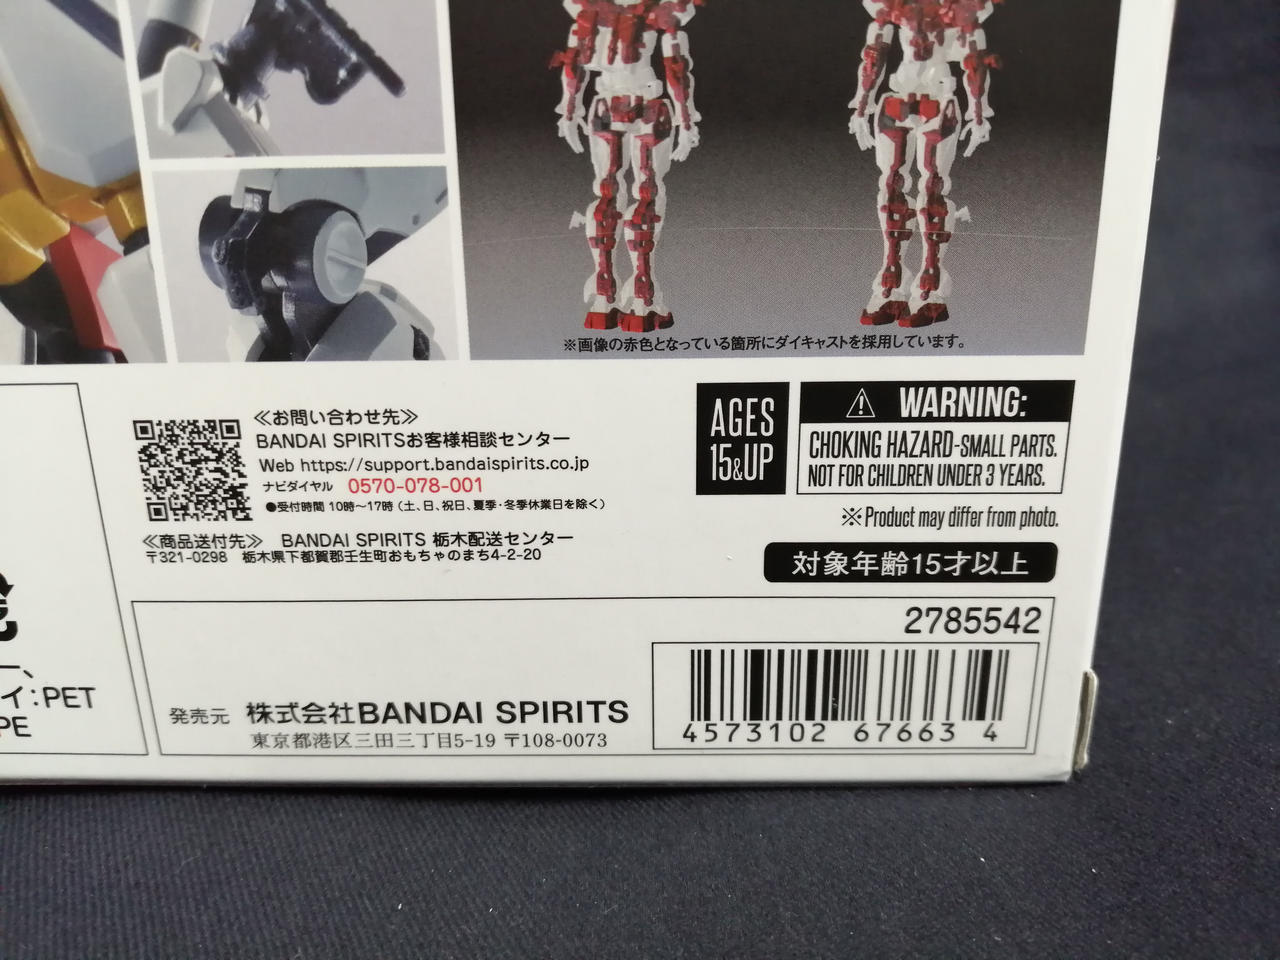 ※画像の赤色となっている箇所にダイキャストを採用しています。
≪お問い合わせ先≫
BANDAI SPIRITSお客様相談センター
Web https://support.bandaispirits.co.jp
ナビダイヤル 0570-078-001
●受付時間 10時〜17時（土、日、祝日、夏季・冬季休業日を除く）
≪商品送付先≫ BANDAI SPIRITS 栃木配送センター
〒321-0298 栃木県下都賀郡壬生町おもちゃのまち4-2-20
AGES
15&UP
WARNING:
CHOKING HAZARD-SMALL PARTS.
NOT FOR CHILDREN UNDER 3 YEARS.
※Product may differ from photo.
対象年齢15才以上
イ:PET
PE
2785542
発売元 株式会社BANDAI SPIRITS
東京都港区三田三丁目5-19 〒108-0073
4573102 67663 4